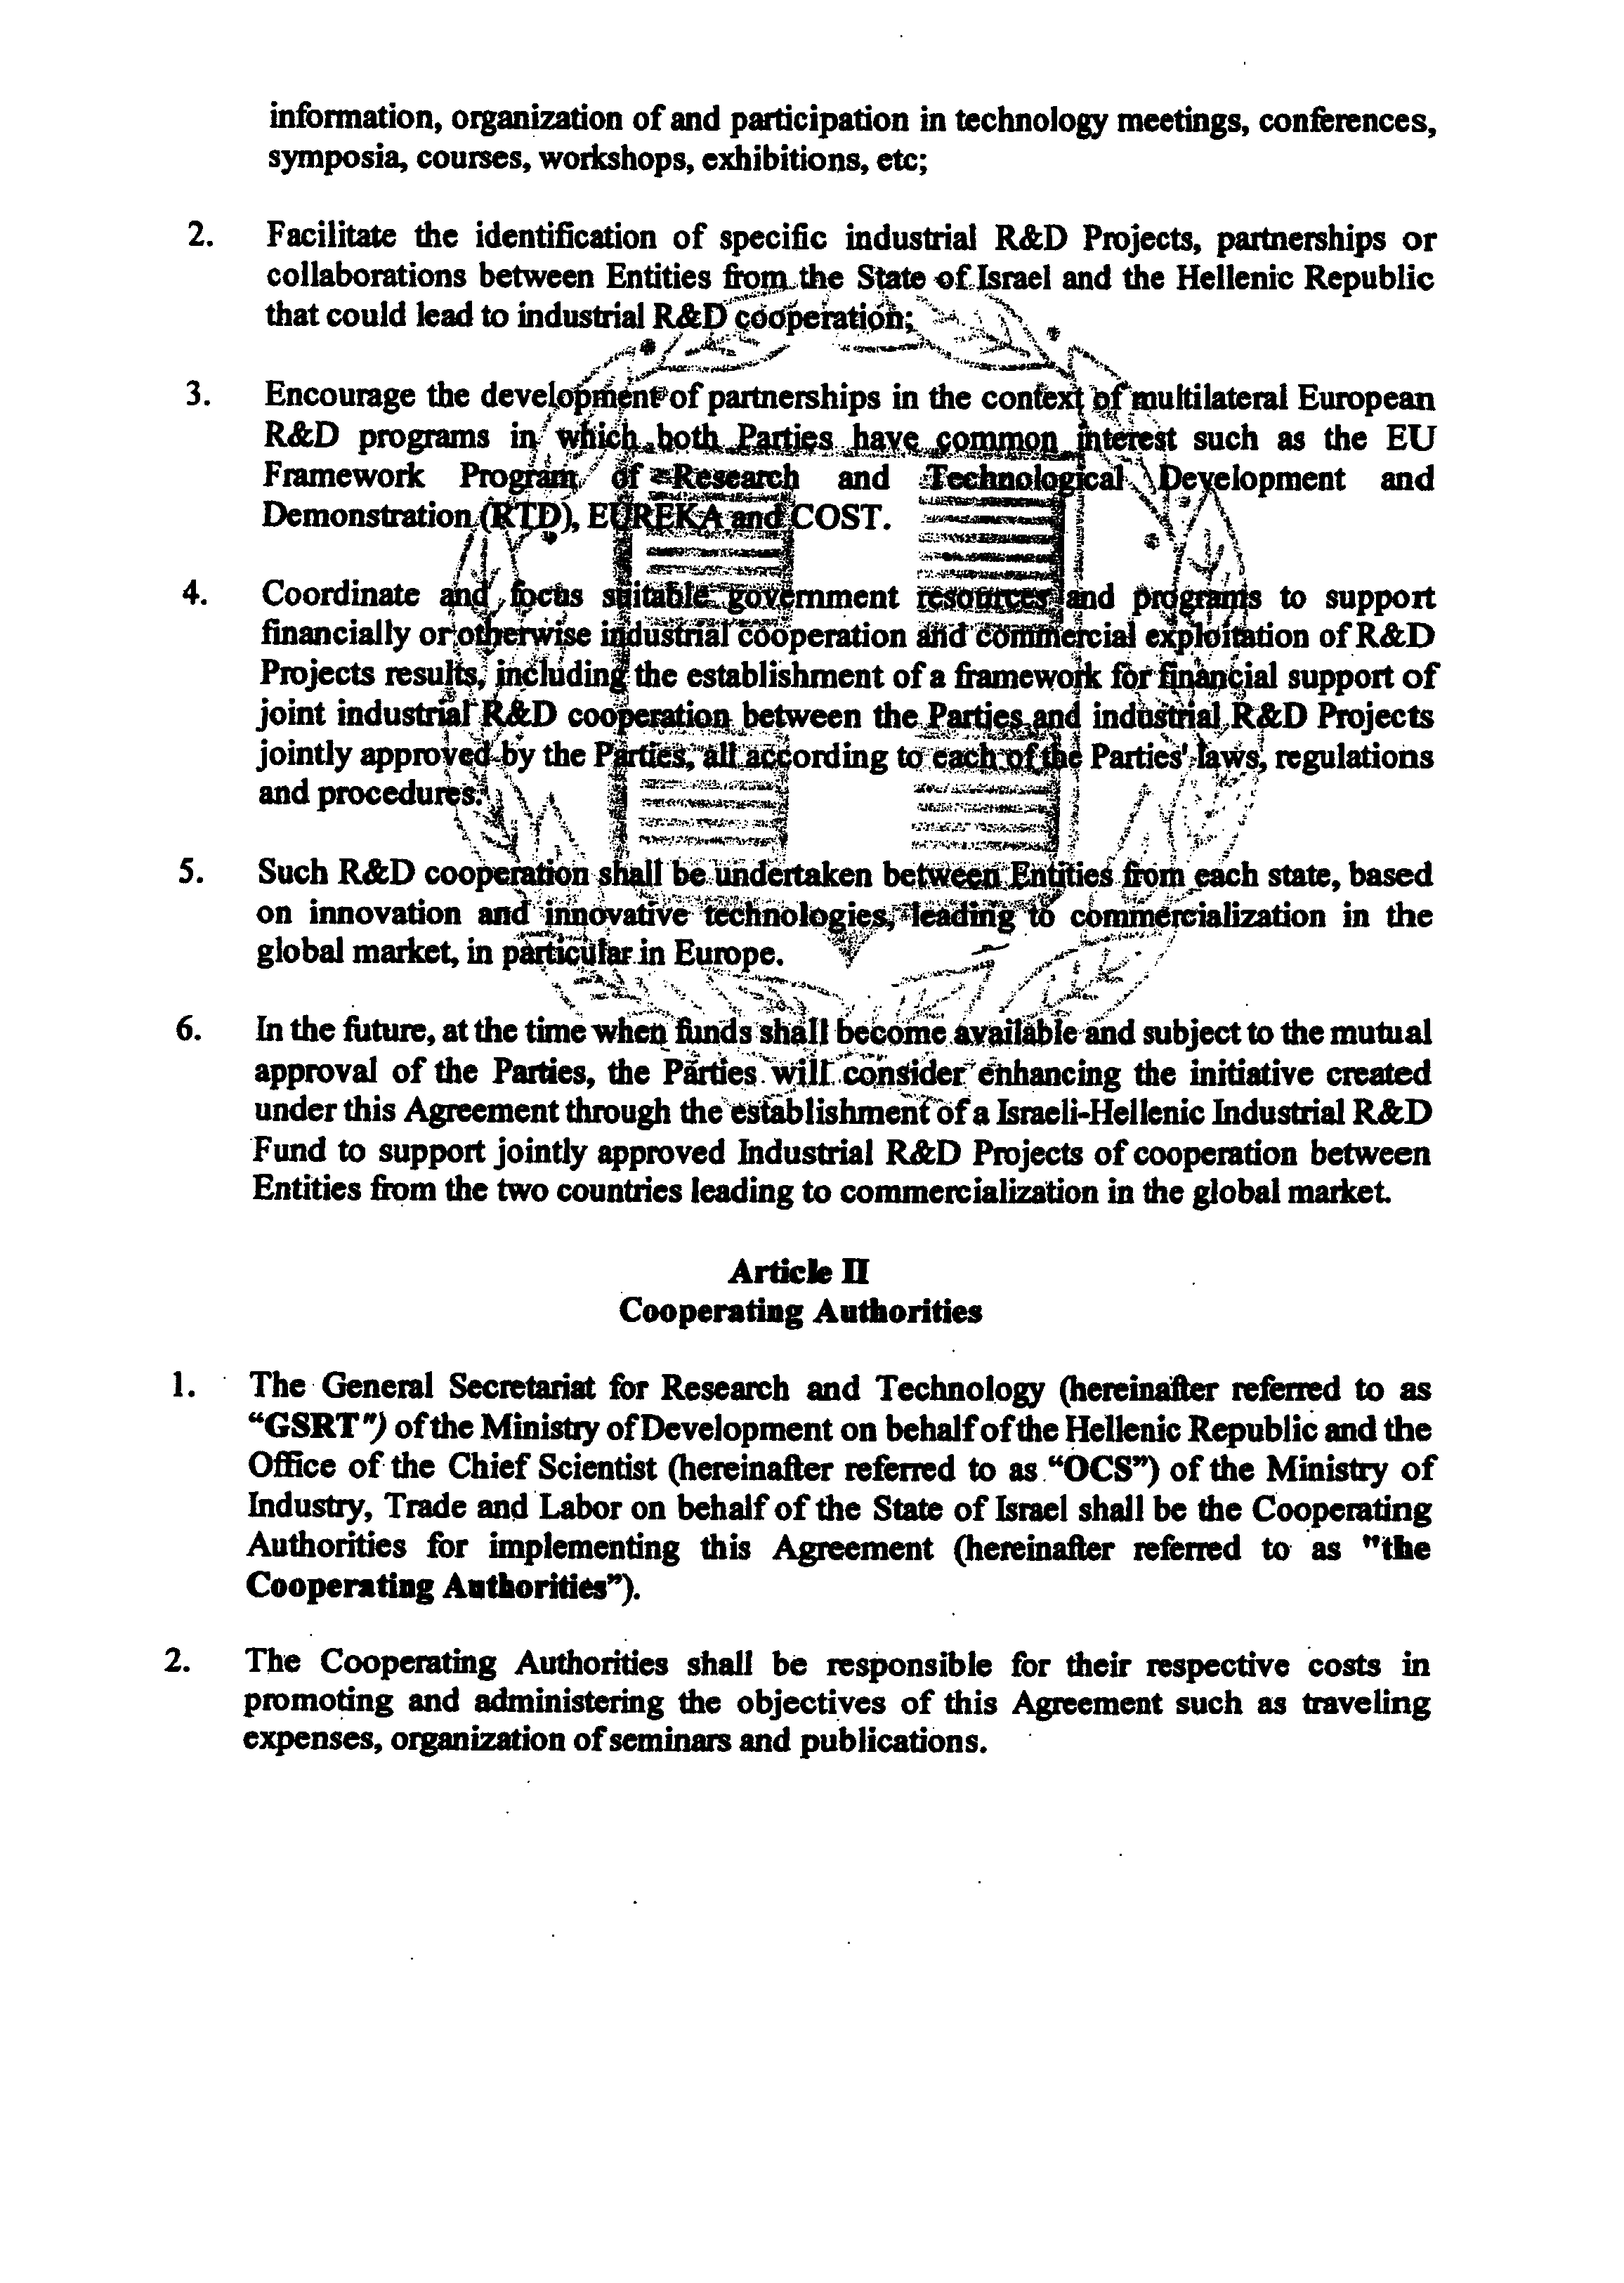 information, organization of and participation in technology meetings, conferences,
symposia, courses, workshops, exhibitions, etc;
2. Facilitate the identification of specific industrial R&D Projects, partnerships or
collaborations between Entities from the State of Israel and the Hellenic Republic
that could lead to industrial R&D cooperation;
3. Encourage the development of partnerships in the context of multilateral European
R&D programs in which both Parties have common interest such as the EU
Framework Program of Research and Technological Development and
Demonstration (RTD), EUREKA and COST.
4. Coordinate and focus suitable government resources and programs to support
financially or otherwise industrial cooperation and commercial exploitation of R&D
Projects results, including the establishment of a framework for financial support of
joint industrial R&D cooperation between the Parties and industrial R&D Projects
jointly approved by the Parties, all according to each of the Parties' laws, regulations
and procedures.
5. Such R&D cooperation shall be undertaken between Entities from each state, based
on innovation and innovative technologies, leading to commercialization in the
global market, in particular in Europe.
6. In the future, at the time when funds shall become available and subject to the mutual
approval of the Parties, the Parties will consider enhancing the initiative created
under this Agreement through the establishment of a Israeli-Hellenic Industrial R&D
Fund to support jointly approved Industrial R&D Projects of cooperation between
Entities from the two countries leading to commercialization in the global market.
Article II
Cooperating Authorities
1. The General Secretariat for Research and Technology (hereinafter referred to as
“GSRT") of the Ministry of Development on behalf of the Hellenic Republic and the
Office of the Chief Scientist (hereinafter referred to as “OCS”) of the Ministry of
Industry, Trade and Labor on behalf of the State of Israel shall be the Cooperating
Authorities for implementing this Agreement (hereinafter referred to as "the
Cooperating Authorities”).
2. The Cooperating Authorities shall be responsible for their respective costs in
promoting and administering the objectives of this Agreement such as traveling
expenses, organization of seminars and publications.